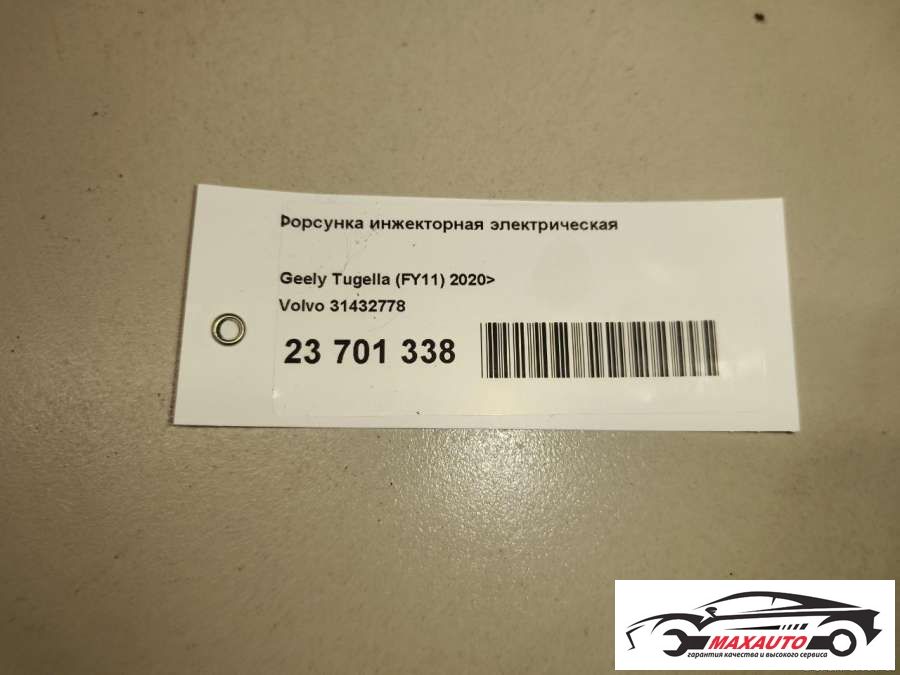 Форсунка инжекторная электрическая
Geely Tugella (FY11) 2020>
Volvo 31432778
23 701 338
MAXAUTO
гарантия качества и высокого сервиса